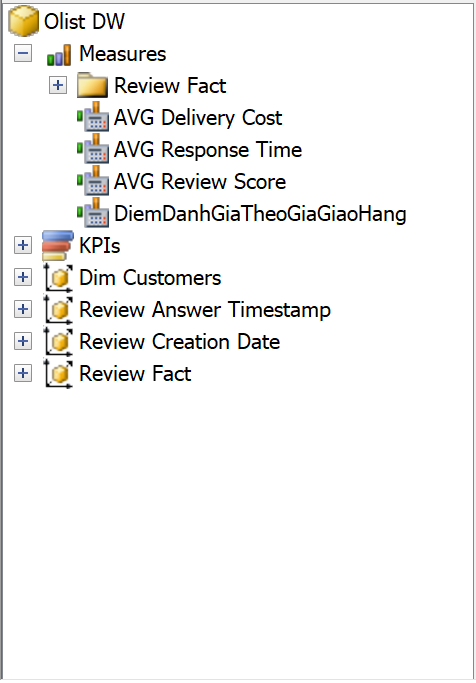 Olist DW
Measures
Review Fact
AVG Delivery Cost
AVG Response Time
AVG Review Score
DiemDanhGiaTheoGiaGiaoHang
KPIs
Dim Customers
Review Answer Timestamp
Review Creation Date
Review Fact